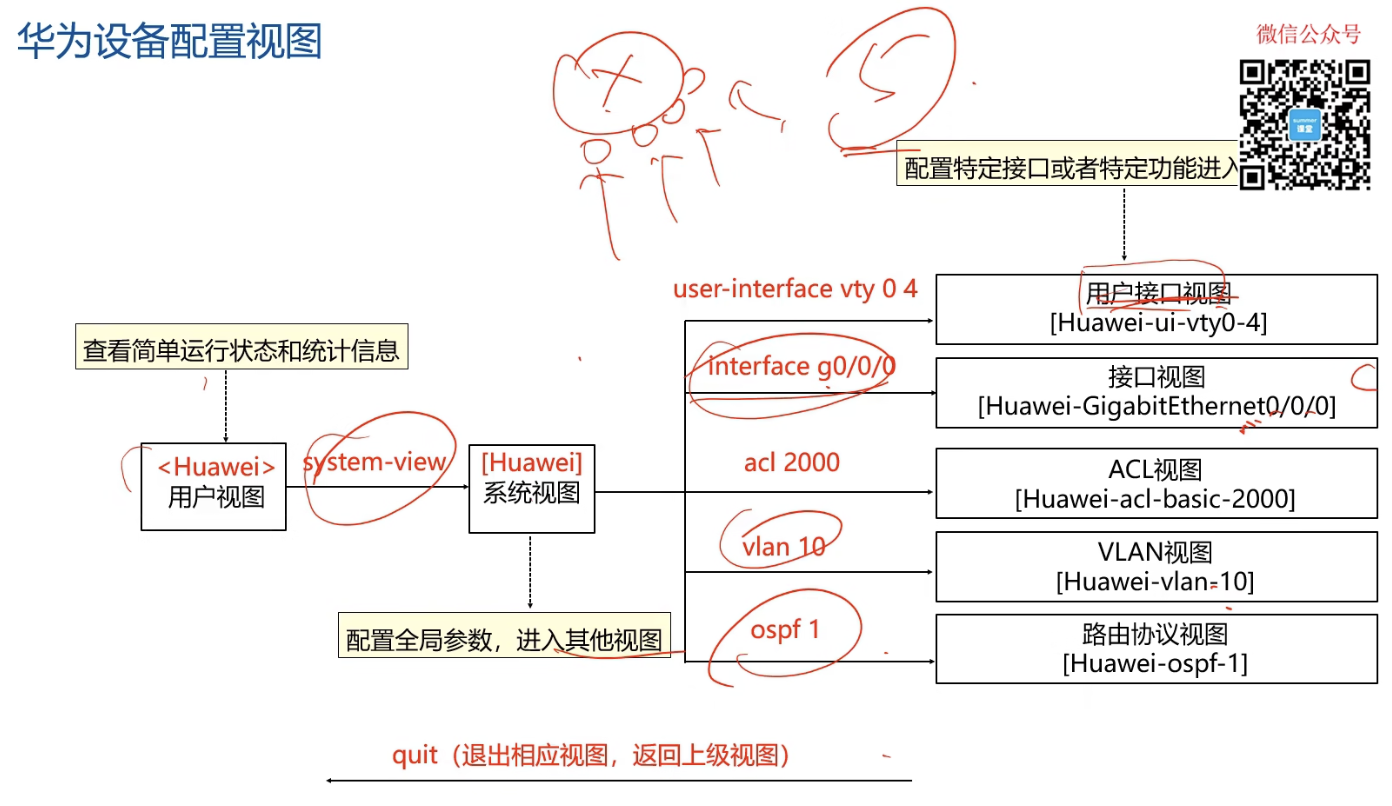 华为设备配置视图
微信公众号
summer
课堂
配置特定接口或者特定功能进入
user-interface vty 0 4
用户接口视图
[Huawei-ui-vty0-4]
查看简单运行状态和统计信息
interface g0/0/0
接口视图
[Huawei-GigabitEthernet0/0/0]
<Huawei>
用户视图
system-view
[Huawei]
系统视图
acl 2000
ACL视图
[Huawei-acl-basic-2000]
vlan 10
VLAN视图
[Huawei-vlan-10]
配置全局参数，进入其他视图
ospf 1
路由协议视图
[Huawei-ospf-1]
quit（退出相应视图，返回上级视图）